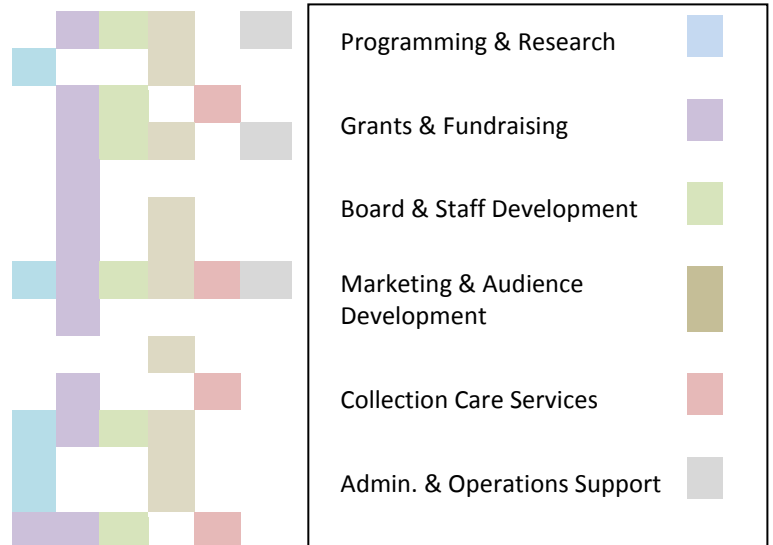 Programming & Research
Grants & Fundraising
Board & Staff Development
Marketing & Audience
Development
Collection Care Services
Admin. & Operations Support